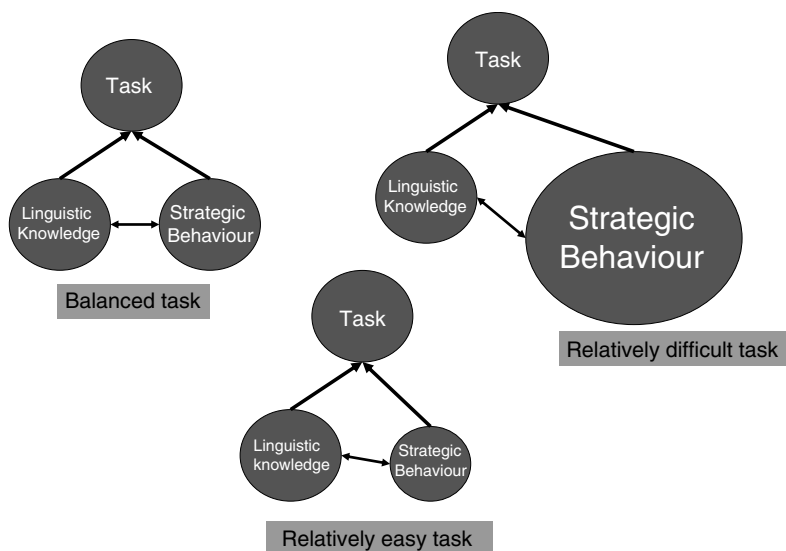 Task
Linguistic
Knowledge
Strategic
Behaviour
Balanced task
Task
Linguistic
Knowledge
Strategic
Behaviour
Relatively difficult task
Task
Linguistic
knowledge
Strategic
Behaviour
Relatively easy task